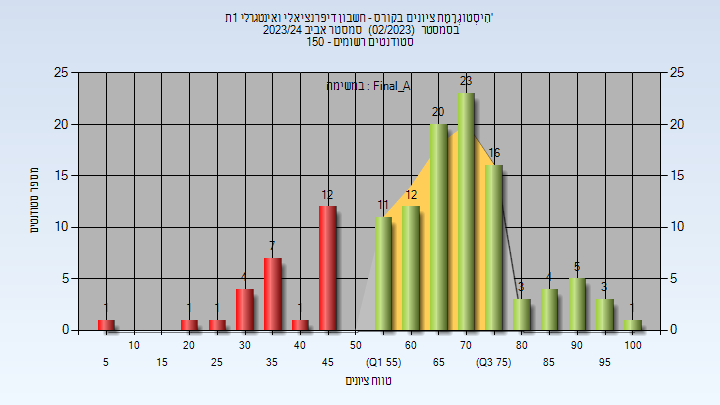 הִיסְטוֹגְרָמַת ציונים בקורס - חשבון דיפרנציאלי ואינטגרלי 1ת'
בסמסטר (02/2023) סמסטר אביב 2023/24
סטודנטים רשומים - 150
במשימה : Final_A
מספר סטודנטים
25 25
20 20
15 15
10 10
5 5
0 0
1 1 1 4 7 1 12 11 12 20 23 16 3 4 5 3 1
10 20 30 40 50 60 70 80 90 100
5 15 25 35 45 (Q1 55) 65 (Q3 75) 85 95
טווח ציונים